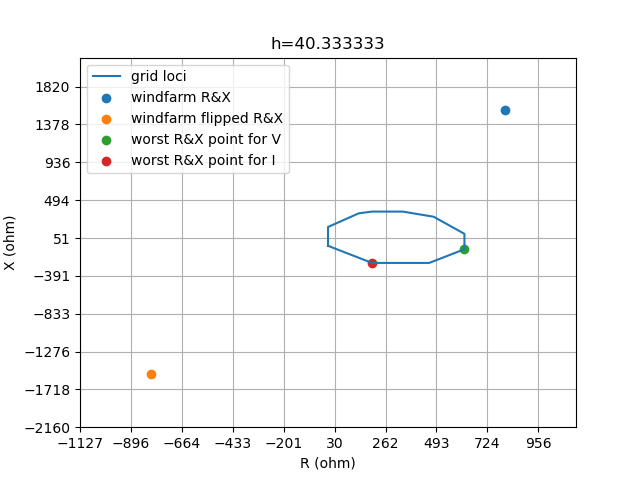 h=40.333333
grid loci
windfarm R&X
windfarm flipped R&X
worst R&X point for V
worst R&X point for I
1820
1378
936
494
51
−391
−833
−1276
−1718
−2160
X (ohm)
−1127 −896 −664 −433 −201 30 262 493 724 956
R (ohm)